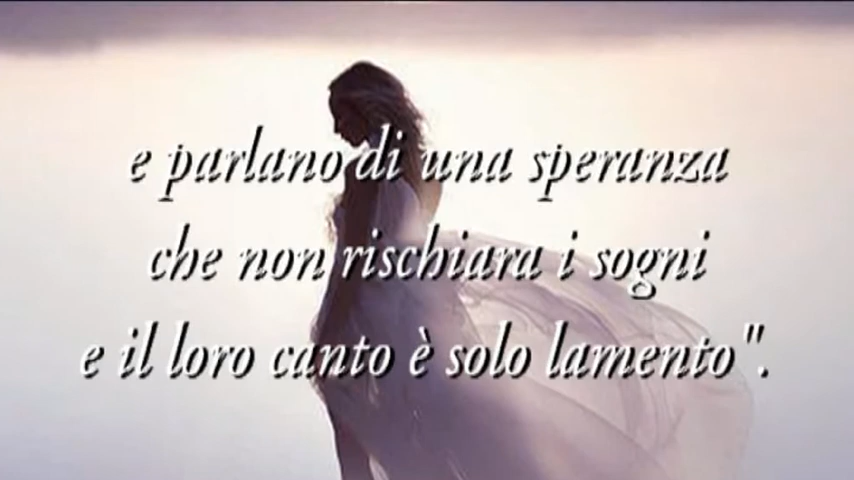 e parlano di una speranza
che non rischiara i sogni
e il loro canto è solo lamento".